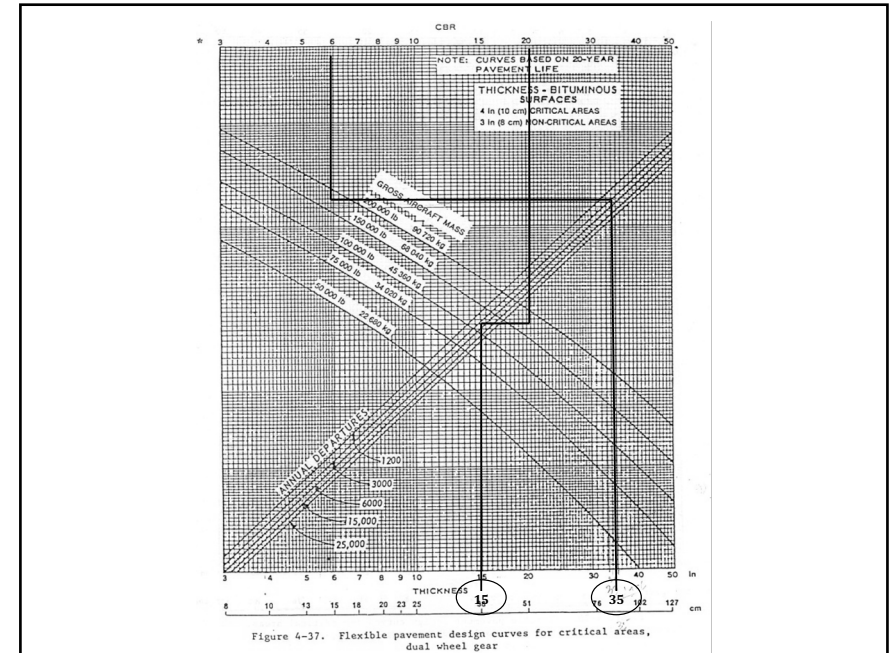 CBR
3 4 5 6 7 8 9 10 15 20 30 40 50
NOTE: CURVES BASED ON 20-YEAR
PAVEMENT LIFE
THICKNESS - BITUMINOUS
SURFACES
4 In (10 cm) CRITICAL AREAS
3 In (8 cm) NON-CRITICAL AREAS
GROSS AIRCRAFT MASS
200 000 lb 90 720 kg
150 000 lb 68 040 kg
100 000 lb 45 360 kg
75 000 lb 34 020 kg
50 000 lb 22 680 kg
ANNUAL DEPARTURES
1200
3000
6000
15,000
25,000
3 4 5 6 7 8 9 10 15 20 30 40 50 in
THICKNESS
15 35
8 10 13 15 18 20 23 25 51 76 102 127 cm
Figure 4-37. Flexible pavement design curves for critical areas,
dual wheel gear